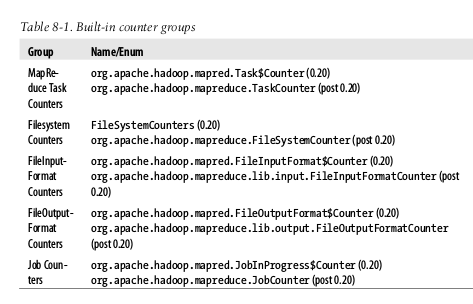 Table 8-1. Built-in counter groups
Group Name/Enum
MapRe- org.apache.hadoop.mapred.Task$Counter (0.20)
duce Task org.apache.hadoop.mapreduce.TaskCounter (post 0.20)
Counters
Filesystem FileSystemCounters (0.20)
Counters org.apache.hadoop.mapreduce.FileSystemCounter (post 0.20)
FileInput- org.apache.hadoop.mapred.FileInputFormat$Counter (0.20)
Format org.apache.hadoop.mapreduce.lib.input.FileInputFormatCounter (post
Counters 0.20)
FileOutput- org.apache.hadoop.mapred.FileOutputFormat$Counter (0.20)
Format org.apache.hadoop.mapreduce.lib.output.FileOutputFormatCounter
Counters (post 0.20)
Job Coun- org.apache.hadoop.mapred.JobInProgress$Counter (0.20)
ters org.apache.hadoop.mapreduce.JobCounter (post 0.20)